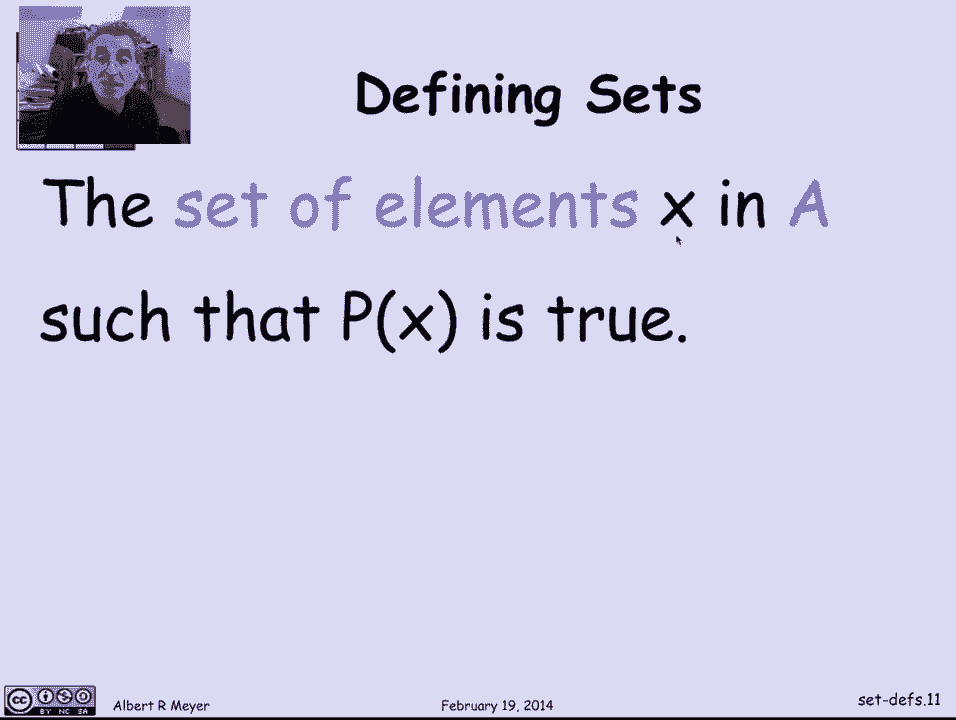 Defining Sets
The set of elements x in A
such that P(x) is true.
cc BY NC SA
Albert R Meyer
February 19, 2014
set-defs.11